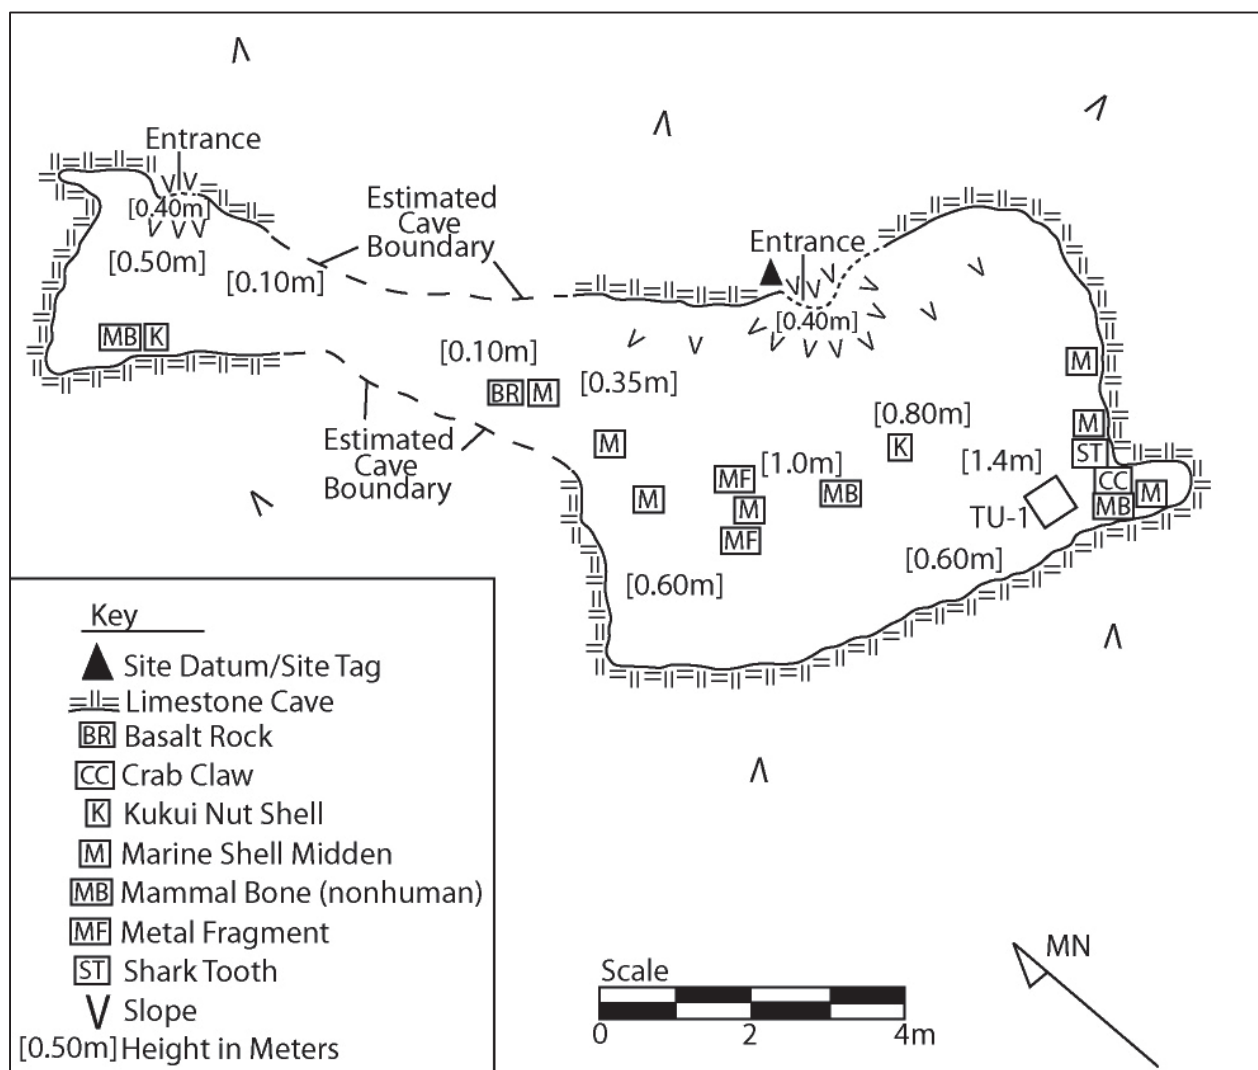 Entrance
[0.40m]
[0.50m]
[0.10m]
Estimated
Cave
Boundary
Entrance
[0.40m]
MB K
[0.10m]
BR M
[0.35m]
M
Estimated
Cave
Boundary
M
[0.80m]
K
M
ST
CC
MB M
[1.4m]
TU-1
[1.0m]
MF
M
MF
MB
M
M
[0.60m]
[0.60m]
Key
Site Datum/Site Tag
Limestone Cave
BR Basalt Rock
CC Crab Claw
K Kukui Nut Shell
M Marine Shell Midden
MB Mammal Bone (nonhuman)
MF Metal Fragment
ST Shark Tooth
Slope
[0.50m] Height in Meters
Scale
0 2 4m
MN